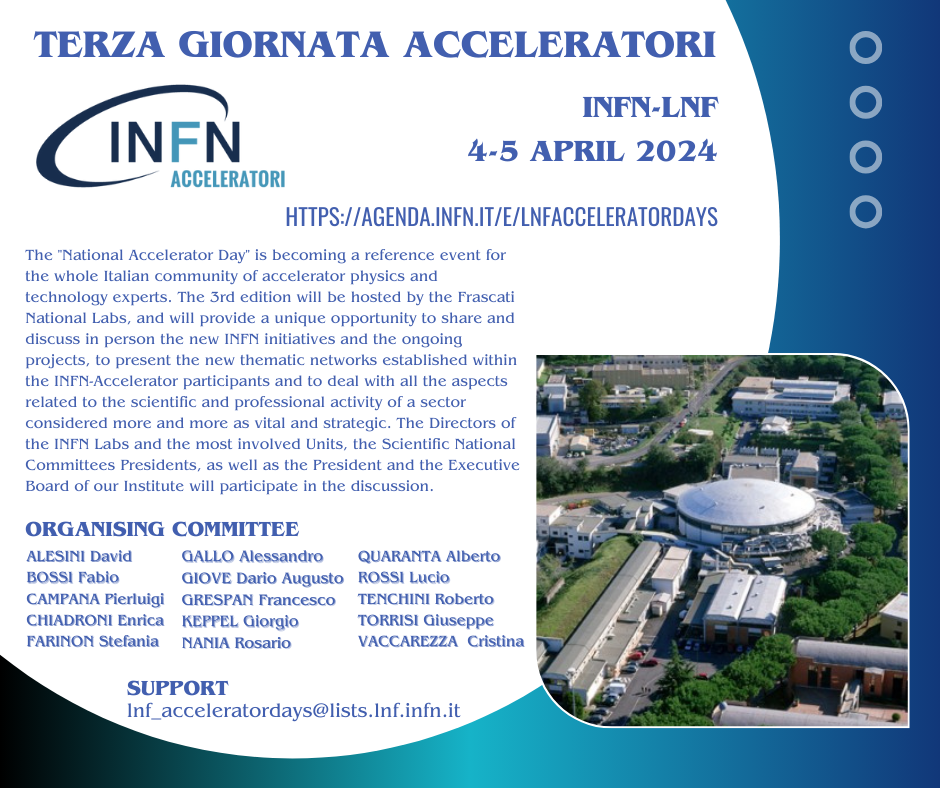 TERZA GIORNATA ACCELERATORI
INFN
ACCELERATORI
INFN-LNF
4-5 APRIL 2024
HTTPS://AGENDA.INFN.IT/E/LNFACCELERATORDAYS
The "National Accelerator Day" is becoming a reference event for
the whole Italian community of accelerator physics and
technology experts. The 3rd edition will be hosted by the Frascati
National Labs, and will provide a unique opportunity to share and
discuss in person the new INFN initiatives and the ongoing
projects, to present the new thematic networks established within
the INFN-Accelerator participants and to deal with all the aspects
related to the scientific and professional activity of a sector
considered more and more as vital and strategic. The Directors of
the INFN Labs and the most involved Units, the Scientific National
Committees Presidents, as well as the President and the Executive
Board of our Institute will participate in the discussion.
ORGANISING COMMITTEE
ALESINI David
BOSSI Fabio
CAMPANA Pierluigi
CHIADRONI Enrica
FARINON Stefania
GALLO Alessandro
GIOVE Dario Augusto
GRESPAN Francesco
KEPPEL Giorgio
NANIA Rosario
QUARANTA Alberto
ROSSI Lucio
TENCHINI Roberto
TORRISI Giuseppe
VACCAREZZA Cristina
SUPPORT
lnf_acceleratordays@lists.lnf.infn.it